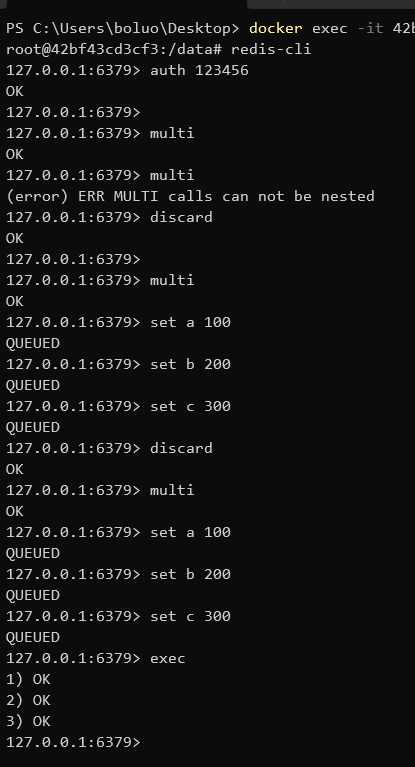 PS C:\Users\boluo\Desktop> docker exec -it 42b
root@42bf43cd3cf3:/data# redis-cli
127.0.0.1:6379> auth 123456
OK
127.0.0.1:6379>
127.0.0.1:6379> multi
OK
127.0.0.1:6379> multi
(error) ERR MULTI calls can not be nested
127.0.0.1:6379> discard
OK
127.0.0.1:6379>
127.0.0.1:6379> multi
OK
127.0.0.1:6379> set a 100
QUEUED
127.0.0.1:6379> set b 200
QUEUED
127.0.0.1:6379> set c 300
QUEUED
127.0.0.1:6379> discard
OK
127.0.0.1:6379> multi
OK
127.0.0.1:6379> set a 100
QUEUED
127.0.0.1:6379> set b 200
QUEUED
127.0.0.1:6379> set c 300
QUEUED
127.0.0.1:6379> exec
1) OK
2) OK
3) OK
127.0.0.1:6379>